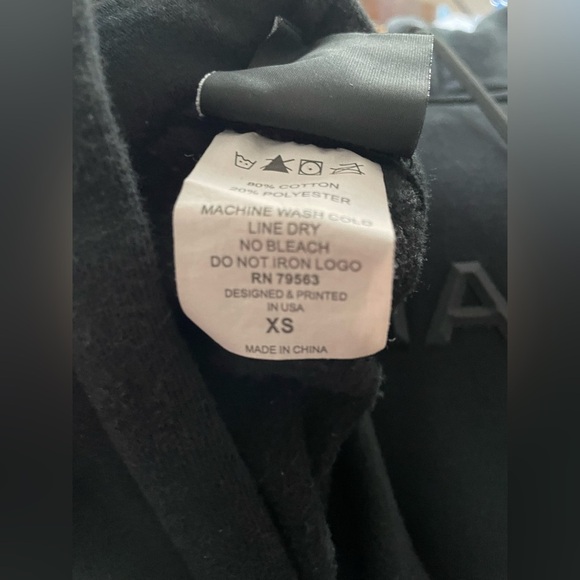 80% COTTON
20% POLYESTER
MACHINE WASH COLD
LINE DRY
NO BLEACH
DO NOT IRON LOGO
RN 79563
DESIGNED & PRINTED
IN USA
XS
MADE IN CHINA